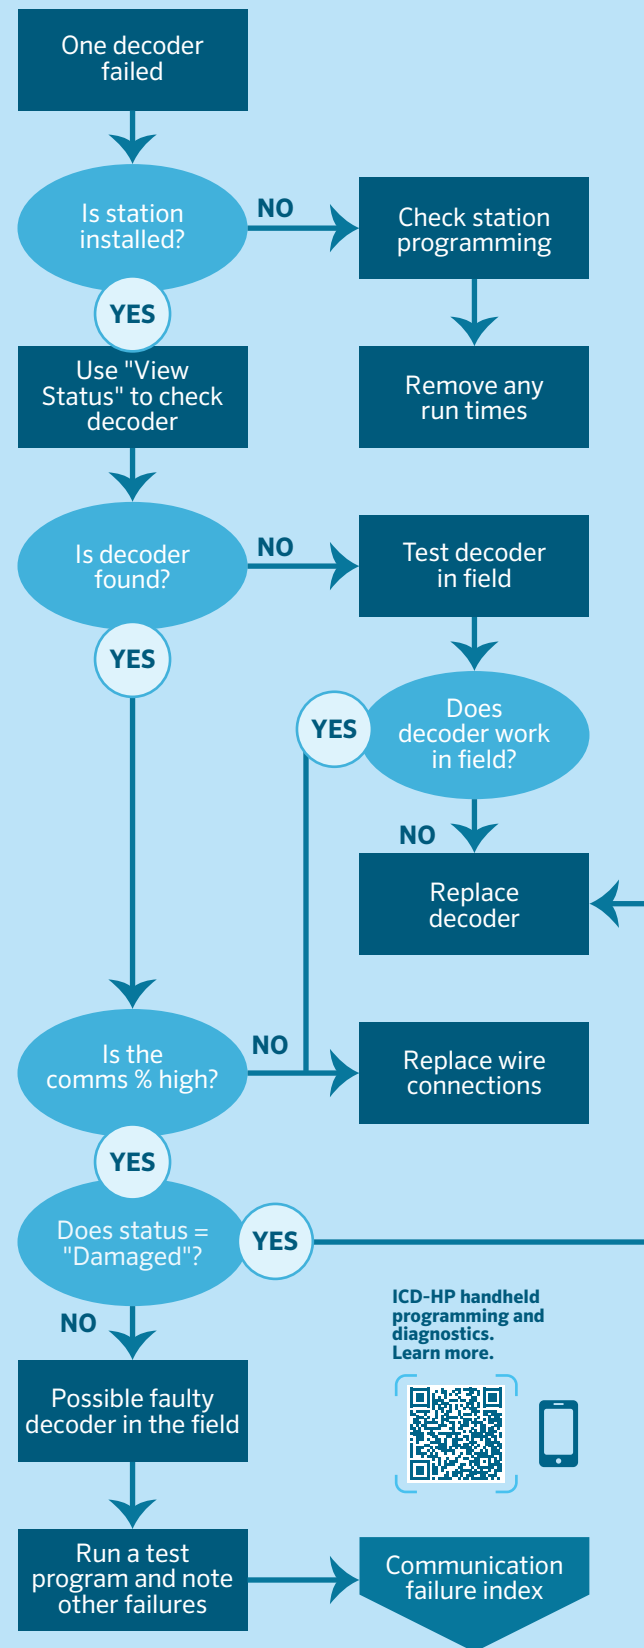 One decoder
failed
Is station
installed?
NO
Check station
programming
YES
Use "View
Status" to check
decoder
Remove any
run times
Is decoder
found?
NO
Test decoder
in field
YES
Does
decoder work
in field?
YES
NO
Replace
decoder
Is the
comms % high?
NO
Replace wire
connections
YES
Does status =
"Damaged"?
YES
NO
ICD-HP handheld
programming and
diagnostics.
Learn more.
Possible faulty
decoder in the field
Run a test
program and note
other failures
Communication
failure index